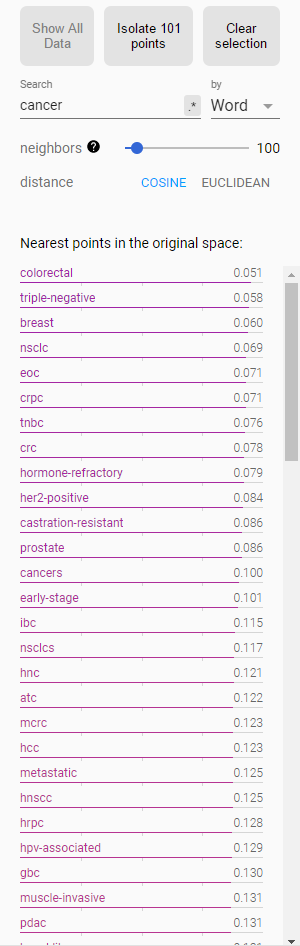 Show All Data
Isolate 101 points
Clear selection
Search
by
cancer
.*
Word
neighbors ?
100
distance
COSINE
EUCLIDEAN
Nearest points in the original space:
colorectal 0.051
triple-negative 0.058
breast 0.060
nsclc 0.069
eoc 0.071
crpc 0.071
tnbc 0.076
crc 0.078
hormone-refractory 0.079
her2-positive 0.084
castration-resistant 0.086
prostate 0.086
cancers 0.100
early-stage 0.101
ibc 0.115
nsclcs 0.117
hnc 0.121
atc 0.122
mcrc 0.123
hcc 0.123
metastatic 0.125
hnscc 0.125
hrpc 0.128
hpv-associated 0.129
gbc 0.130
muscle-invasive 0.131
pdac 0.131